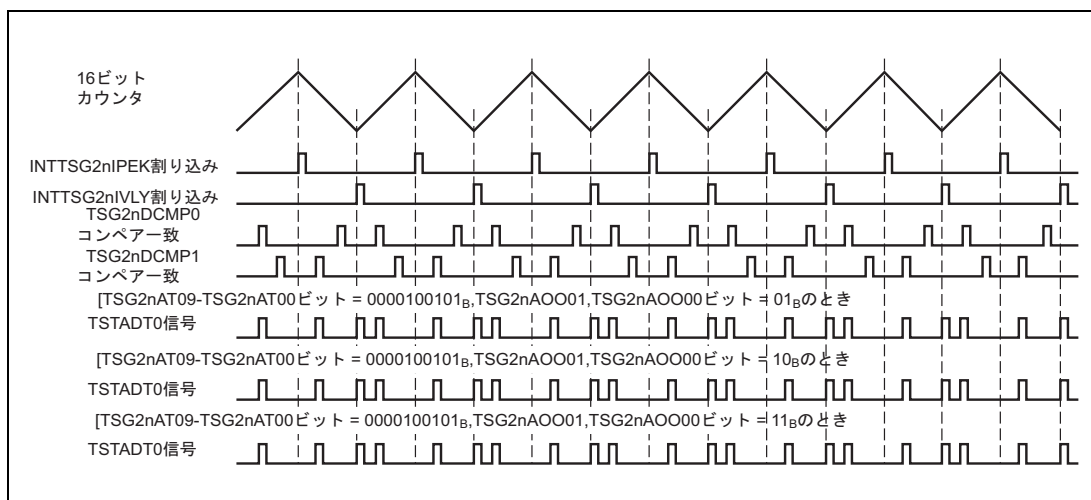 16ビット
カウンタ
INTTSG2nIPEK割り込み
INTTSG2nIVLY割り込み
TSG2nDCMP0
コンペア一致
TSG2nDCMP1
コンペア一致
[TSG2nAT09-TSG2nAT00ビット = 0000100101B,TSG2nAOO01,TSG2nAOO00ビット = 01Bのとき
TSTADT0信号
[TSG2nAT09-TSG2nAT00ビット = 0000100101B,TSG2nAOO01,TSG2nAOO00ビット = 10Bのとき
TSTADT0信号
[TSG2nAT09-TSG2nAT00ビット = 0000100101B,TSG2nAOO01,TSG2nAOO00ビット = 11Bのとき
TSTADT0信号